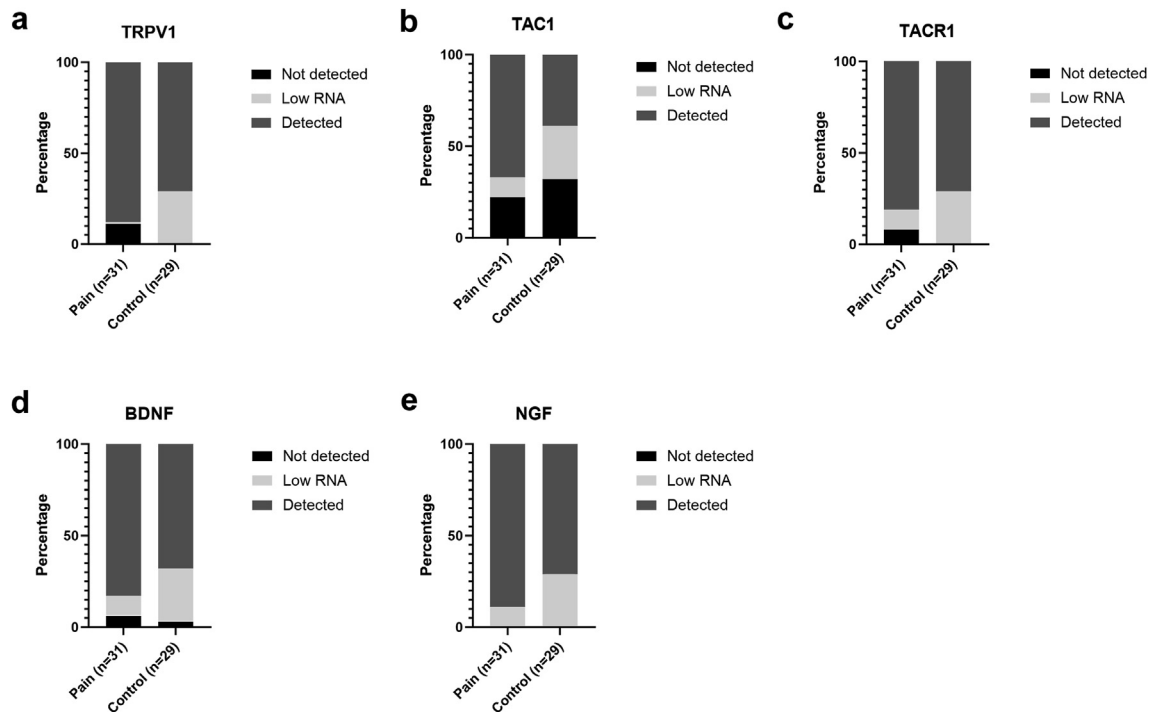 a
TRPV1
Percentage
100
50
0
Pain (n=31)
Control (n=29)
Not detected
Low RNA
Detected
b
TAC1
Percentage
100
50
0
Pain (n=31)
Control (n=29)
Not detected
Low RNA
Detected
c
TACR1
Percentage
100
50
0
Pain (n=31)
Control (n=29)
Not detected
Low RNA
Detected
d
BDNF
Percentage
100
50
0
Pain (n=31)
Control (n=29)
Not detected
Low RNA
Detected
e
NGF
Percentage
100
50
0
Pain (n=31)
Control (n=29)
Not detected
Low RNA
Detected